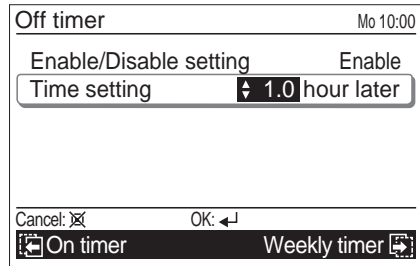 Off timer Mo 10:00
Enable/Disable setting Enable
Time setting 1.0 hour later
Cancel: OK:
On timer Weekly timer